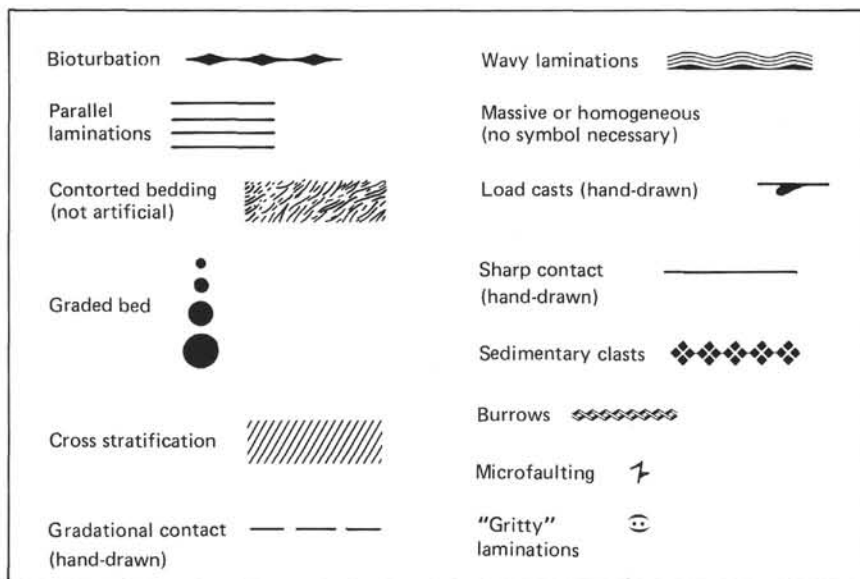 Bioturbation
Parallel
laminations
Contorted bedding
(not artificial)
Graded bed
Cross stratification
Gradational contact
(hand-drawn)
Wavy laminations
Massive or homogeneous
(no symbol necessary)
Load casts (hand-drawn)
Sharp contact
(hand-drawn)
Sedimentary clasts
Burrows
Microfaulting
"Gritty"
laminations